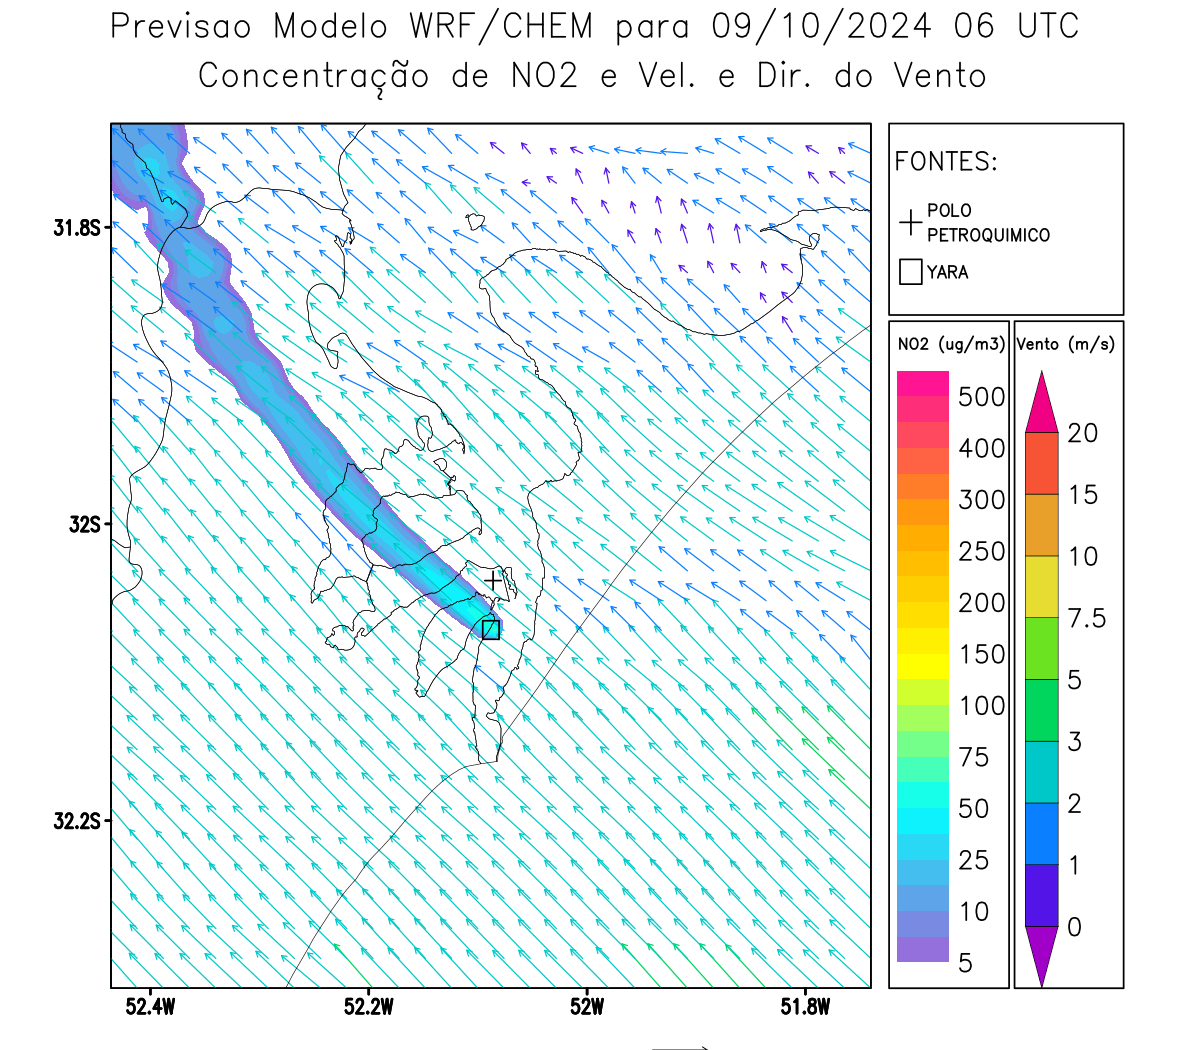 Previsao Modelo WRF/CHEM para 09/10/2024 06 UTC
Concentração de NO2 e Vel. e Dir. do Vento
FONTES:
POLO
PETROQUIMICO
YARA
31.8S
32S
32.2S
52.4W
52.2W
52W
51.8W
NO2 (ug/m3)
500
400
300
250
200
150
100
75
50
25
10
5
Vento (m/s)
20
15
10
7.5
5
3
2
1
0